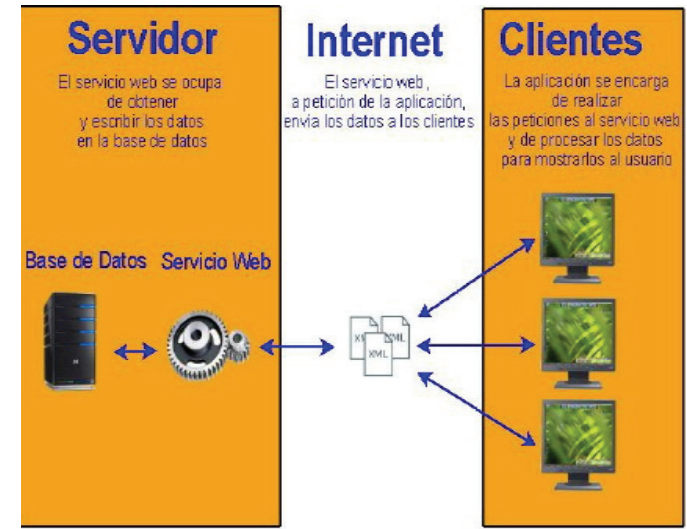 Servidor
El servicio web se ocupa
de obtener
y escribir los datos
en la base de datos
Internet
El servicio web,
a petición de la aplicación,
envia los datos a los clientes
Clientes
La aplicación se encarga
de realizar
las peticiones al servicio web
y de procesar los datos
para mostrarlos al usuario
Base de Datos
Servicio Web
XML